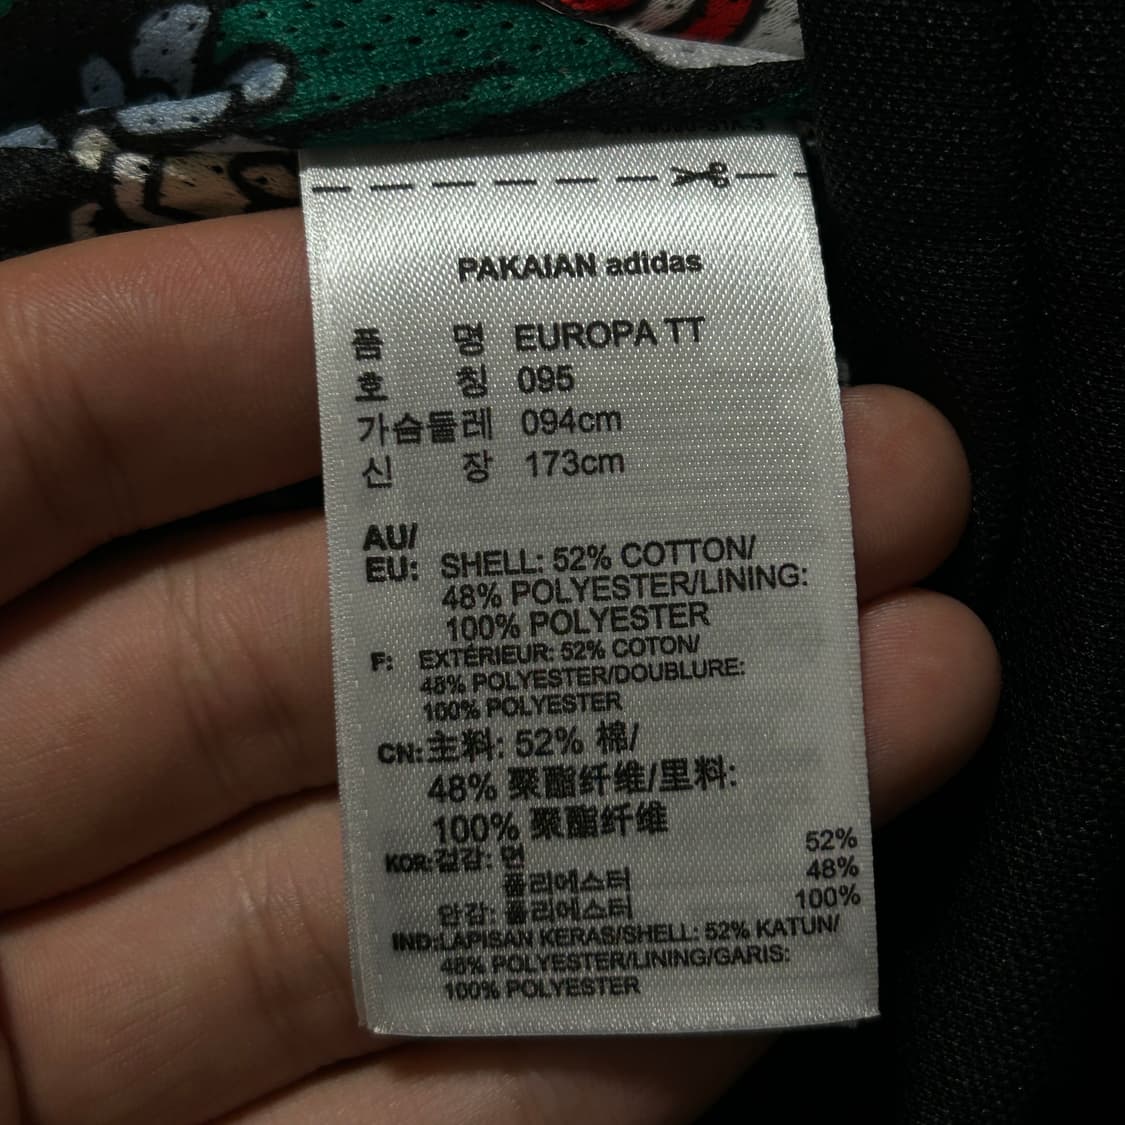 PAKAIAN adidas
품 명 EUROPA TT
호 칭 095
가슴둘레 094cm
신 장 173cm
AU/
EU: SHELL: 52% COTTON/
48% POLYESTER/LINING:
100% POLYESTER
F: EXTÉRIEUR: 52% COTON/
48% POLYESTER/DOUBLURE:
100% POLYESTER
CN: 主料: 52% 棉/
48% 聚酯纤维/里料:
100% 聚酯纤维
KOR: 겉감: 면 52%
폴리에스터 48%
안감: 폴리에스터 100%
IND: LAPISAN KERAS/SHELL: 52% KATUN/
48% POLYESTER/LINING/GARIS:
100% POLYESTER